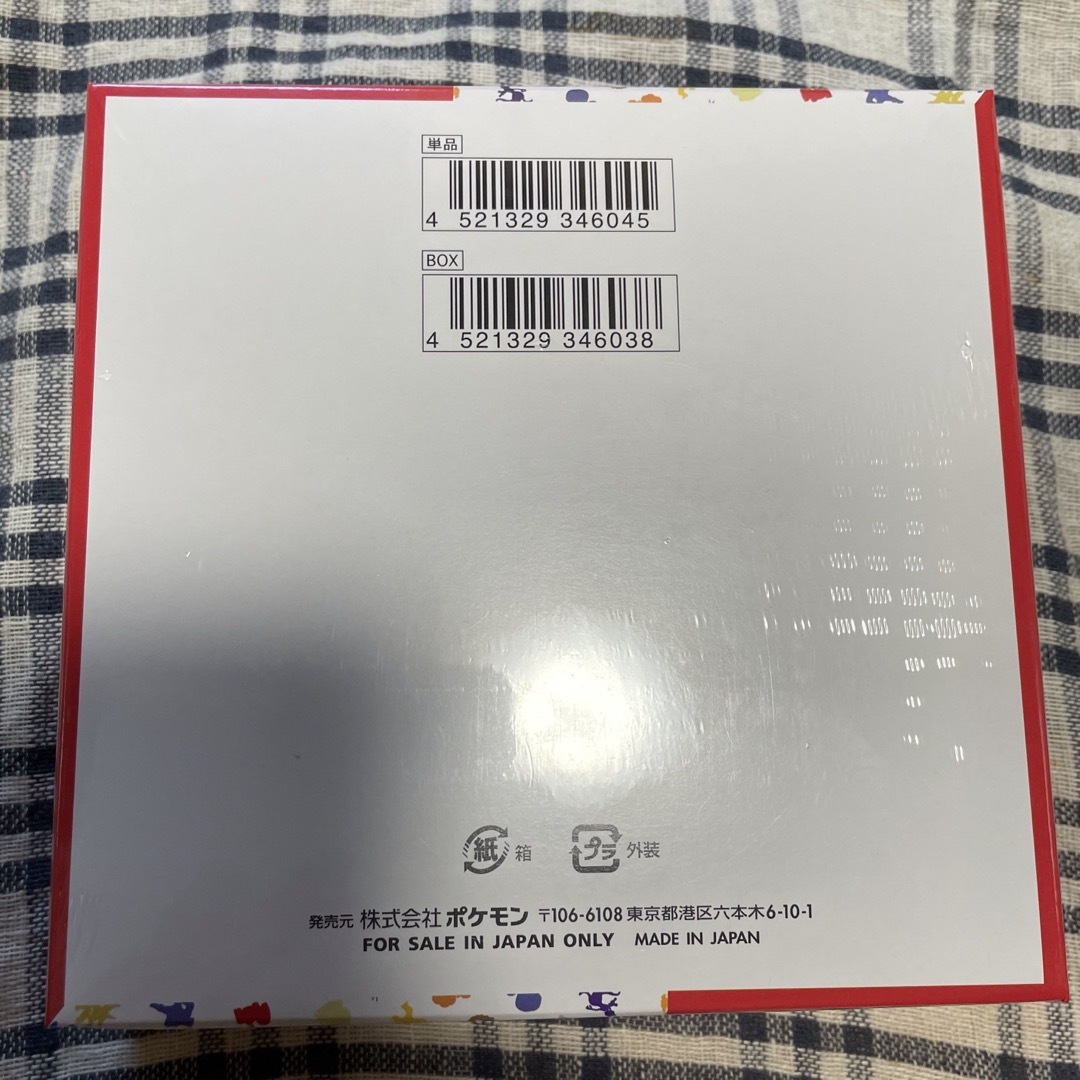 単品
4 521329 346045
BOX
4 521329 346038
紙 箱 プラ 外装
発売元 株式会社 ポケモン 〒106-6108 東京都港区六本木6-10-1
FOR SALE IN JAPAN ONLY MADE IN JAPAN